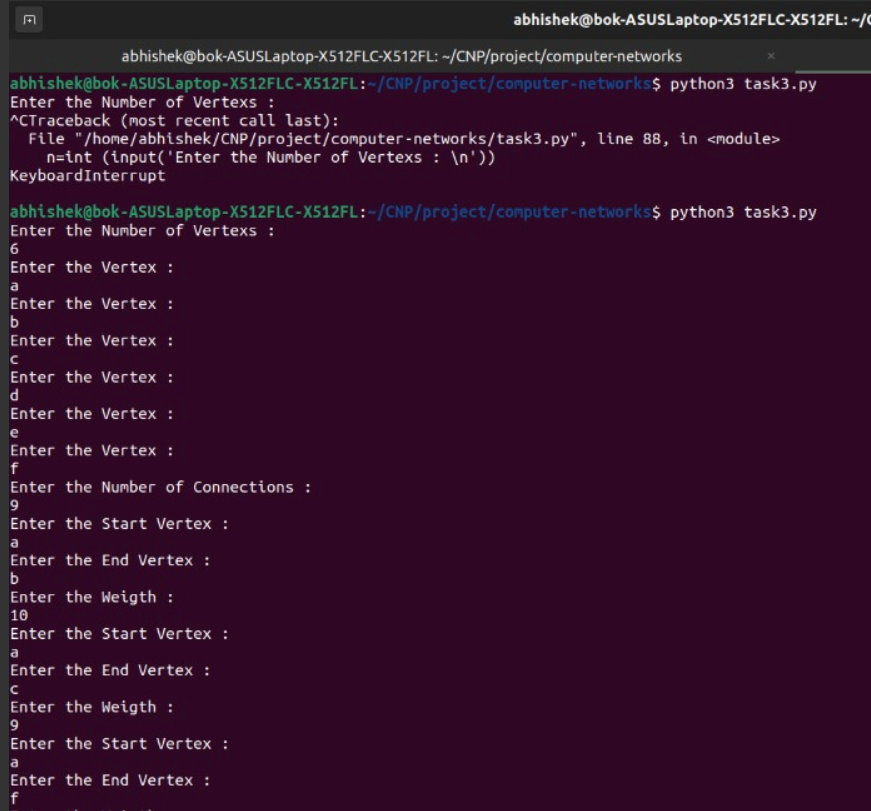 abhishek@bok-ASUSLaptop-X512FLC-X512FL: ~/C
abhishek@bok-ASUSLaptop-X512FLC-X512FL: ~/CNP/project/computer-networks ×
abhishek@bok-ASUSLaptop-X512FLC-X512FL:~/CNP/project/computer-networks$ python3 task3.py
Enter the Number of Vertexs :
^CTraceback (most recent call last):
  File "/home/abhishek/CNP/project/computer-networks/task3.py", line 88, in <module>
    n=int (input('Enter the Number of Vertexs : \n'))
KeyboardInterrupt
abhishek@bok-ASUSLaptop-X512FLC-X512FL:~/CNP/project/computer-networks$ python3 task3.py
Enter the Number of Vertexs :
6
Enter the Vertex :
a
Enter the Vertex :
b
Enter the Vertex :
c
Enter the Vertex :
d
Enter the Vertex :
e
Enter the Vertex :
f
Enter the Number of Connections :
9
Enter the Start Vertex :
a
Enter the End Vertex :
b
Enter the Weigth :
10
Enter the Start Vertex :
a
Enter the End Vertex :
c
Enter the Weigth :
9
Enter the Start Vertex :
a
Enter the End Vertex :
f